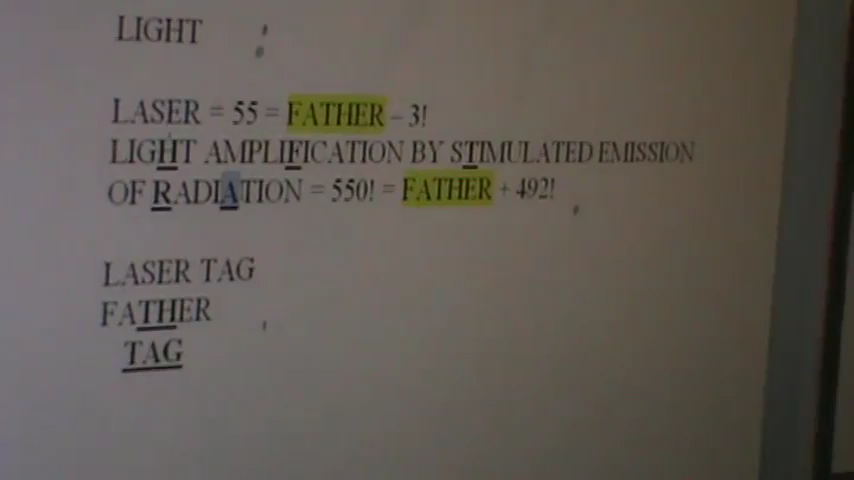 LIGHT
LASER = 55 = FATHER – 3!
LIGHT AMPLIFICATION BY STIMULATED EMISSION
OF RADIATION = 550! = FATHER + 492!
LASER TAG
FATHER
TAG